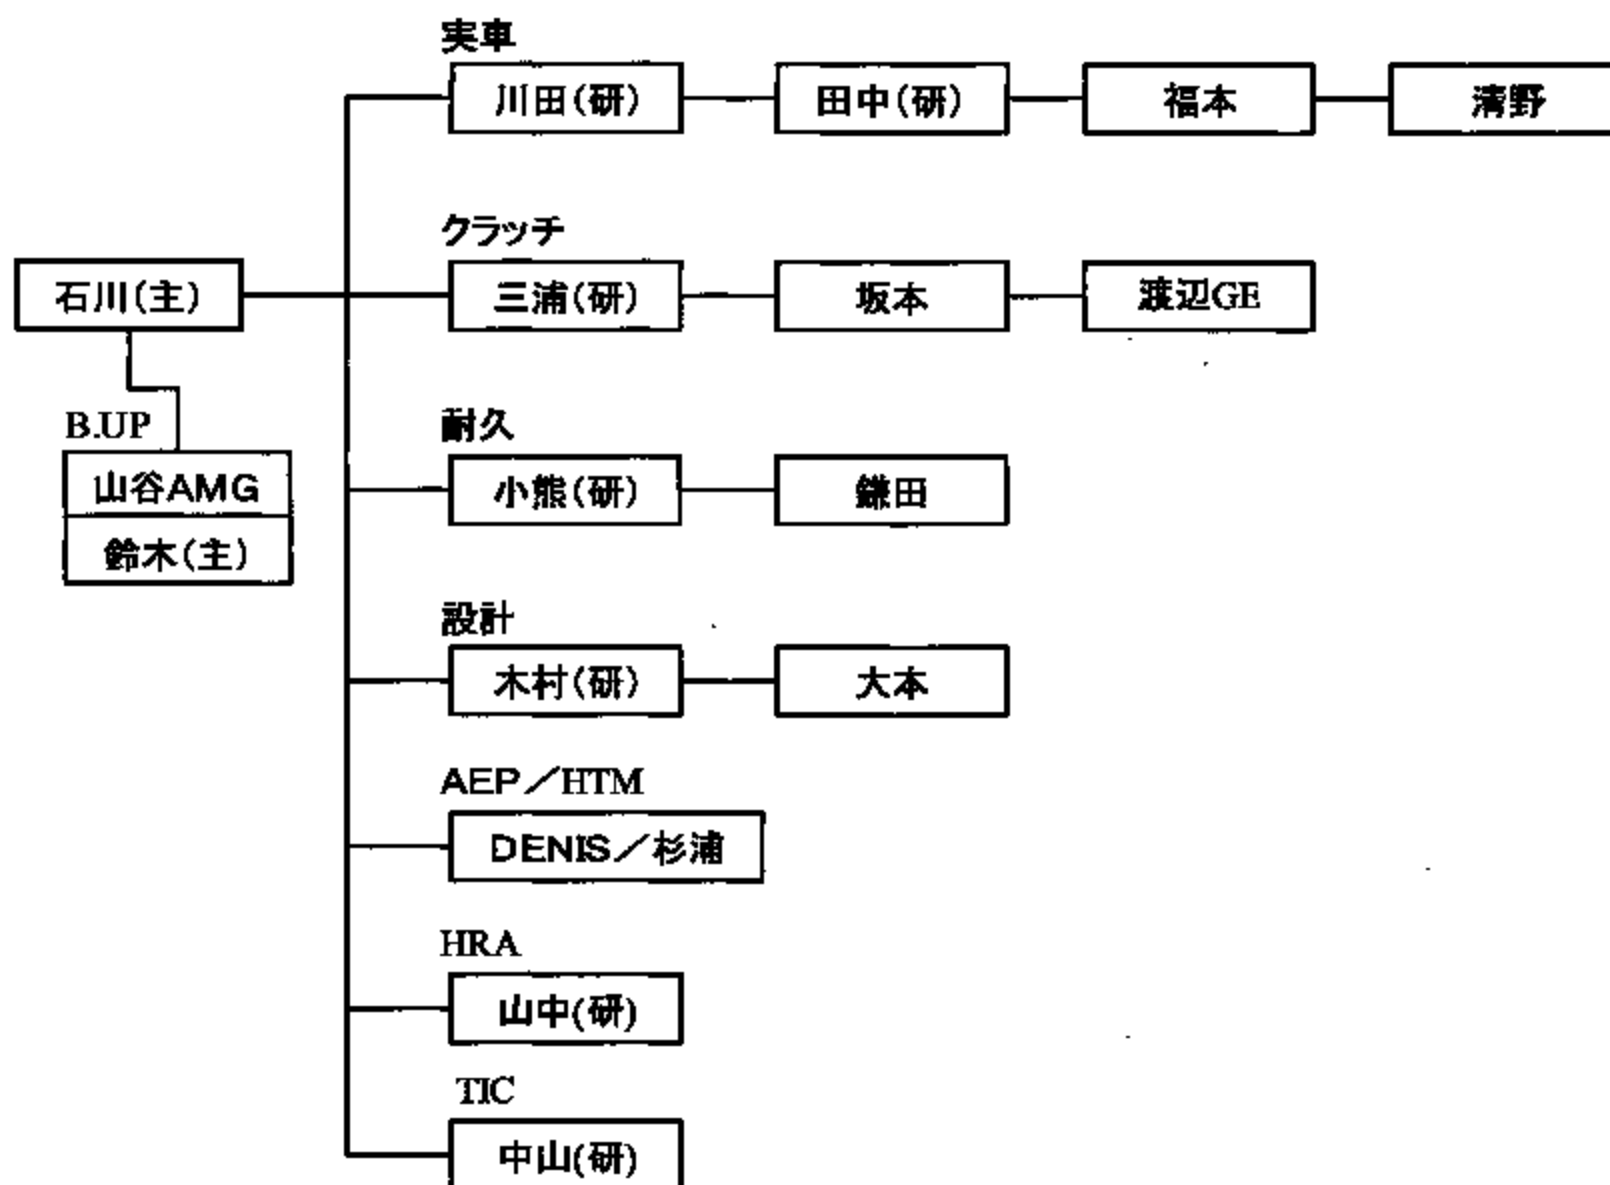 実車
川田(研) 田中(研) 福本 清野
クラッチ
石川(主) 三浦(研) 坂本 渡辺GE
B.UP
山谷AMG
鈴木(主)
耐久
小熊(研) 鎌田
設計
木村(研) 大本
AEP/HTM
DENIS/杉浦
HRA
山中(研)
TIC
中山(研)